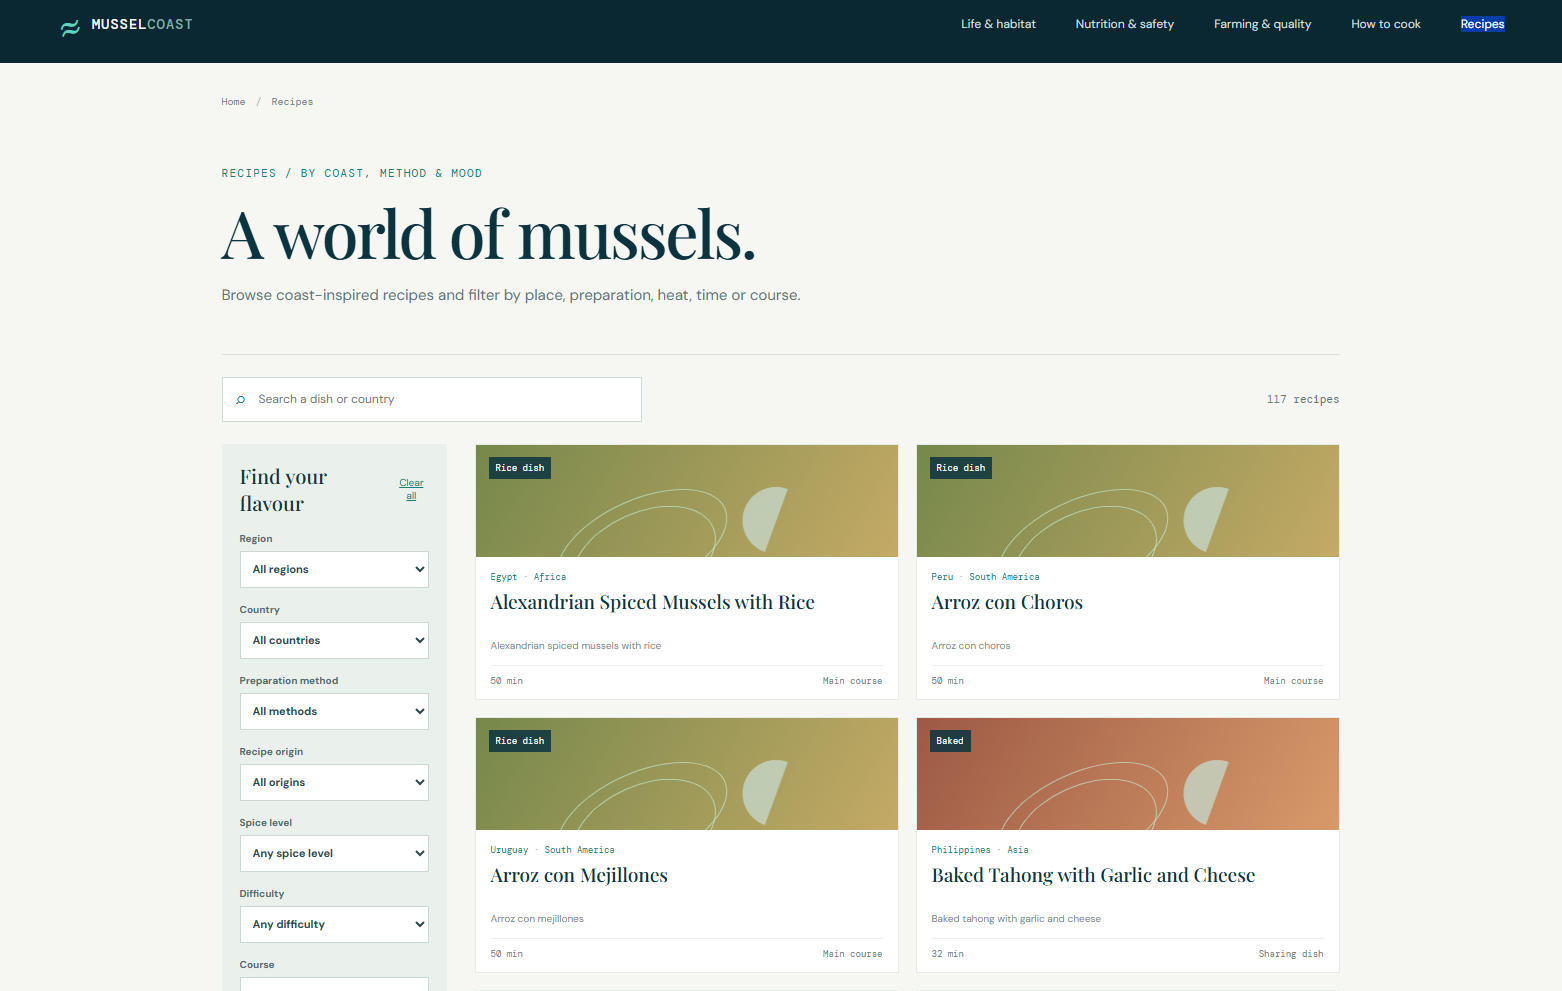 MUSSELCOAST
Life & habitat
Nutrition & safety
Farming & quality
How to cook
Recipes
Home / Recipes
RECIPES / BY COAST, METHOD & MOOD
A world of mussels.
Browse coast-inspired recipes and filter by place, preparation, heat, time or course.
Search a dish or country
117 recipes
Find your
flavour
Clear
all
Region
All regions
Country
All countries
Preparation method
All methods
Recipe origin
All origins
Spice level
Any spice level
Difficulty
Any difficulty
Course
Rice dish
Egypt · Africa
Alexandrian Spiced Mussels with Rice
Alexandrian spiced mussels with rice
50 min
Main course
Rice dish
Peru · South America
Arroz con Choros
Arroz con choros
50 min
Main course
Rice dish
Uruguay · South America
Arroz con Mejillones
Arroz con mejillones
50 min
Main course
Baked
Philippines · Asia
Baked Tahong with Garlic and Cheese
Baked tahong with garlic and cheese
32 min
Sharing dish